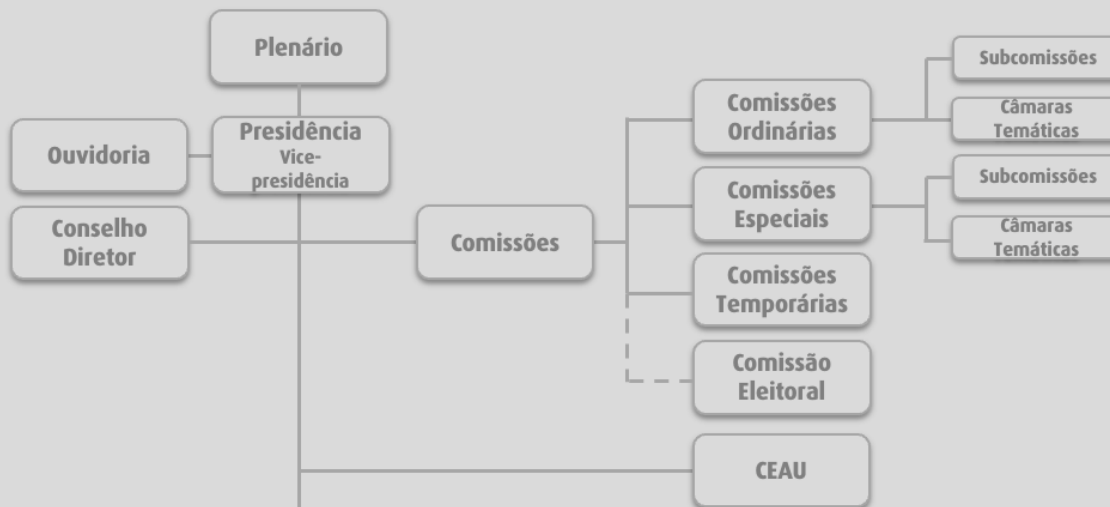 Plenário
Ouvidoria
Presidência
Vice-
presidência
Conselho
Diretor
Comissões
Comissões
Ordinárias
Subcomissões
Câmaras
Temáticas
Comissões
Especiais
Subcomissões
Câmaras
Temáticas
Comissões
Temporárias
Comissão
Eleitoral
CEAU